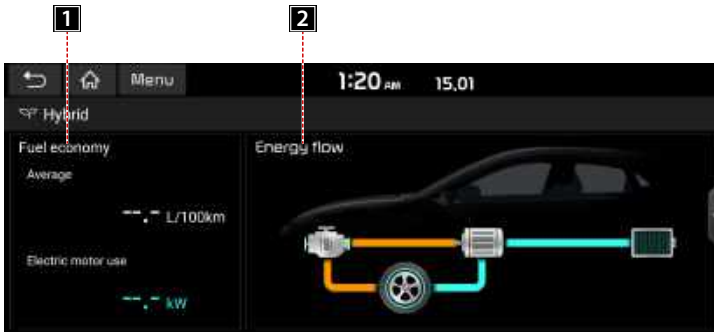 1 2
Menu 1:20 AM 15,01
Hybrid
Fuel economy Energy flow
Average
--.- L/100km
Electric motor use
--.- kW